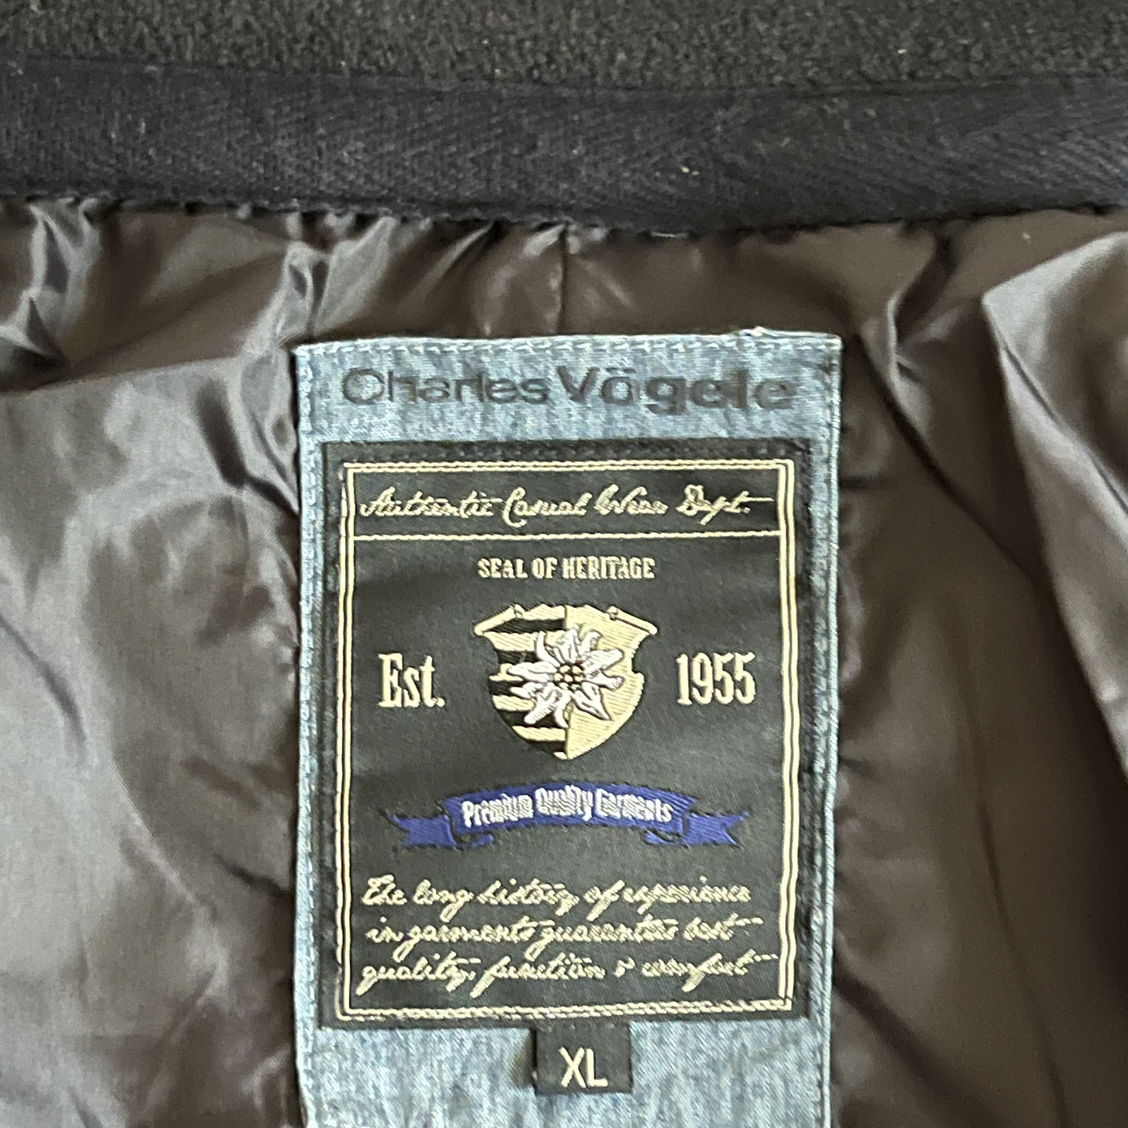 Charles Vögele
Authentic Casual Wear Dept.
SEAL OF HERITAGE
Est. 1955
Premium Quality Garments
The long history of experience
in garments guarantees best
quality, function & comfort
XL